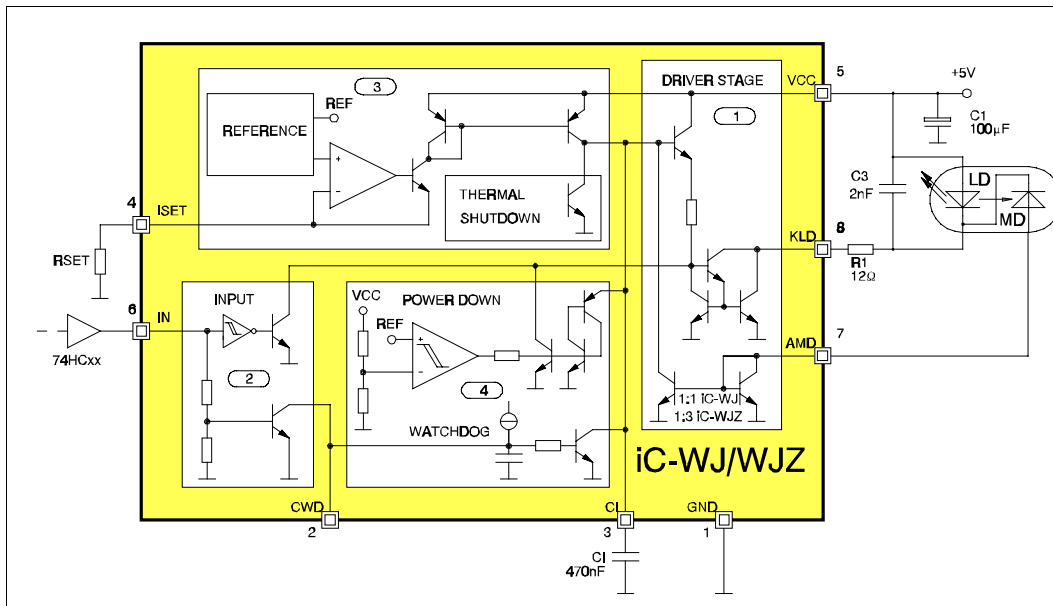 3
DRIVER STAGE
VCC
5
+5V
REF
REFERENCE
1
C1
100µF
+
-
THERMAL
SHUTDOWN
C3
2nF
LD
MD
4
ISET
RSET
KLD
8
R1
12Ω
6
IN
INPUT
POWER DOWN
VCC
REF
+
-
74HCxx
2
4
AMD
7
1:1 iC-WJ
1:3 iC-WJZ
WATCHDOG
iC-WJ/WJZ
CWD
2
CI
3
GND
1
CI
470nF